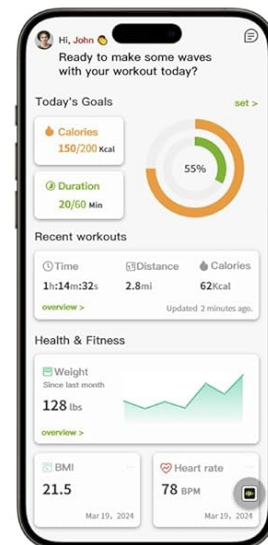 Hi, John
Ready to make some waves
with your workout today?
Today's Goals
set >
Calories
150/200 Kcal
55%
Duration
20/60 Min
Recent workouts
Time
Distance
Calories
1h:14m:32s
2.8mi
62Kcal
overview >
Updated 2 minutes ago.
Health & Fitness
Weight
Since last month
128 lbs
overview >
BMI
Heart rate
21.5
78 BPM
Mar 19, 2024
Mar 19, 2024